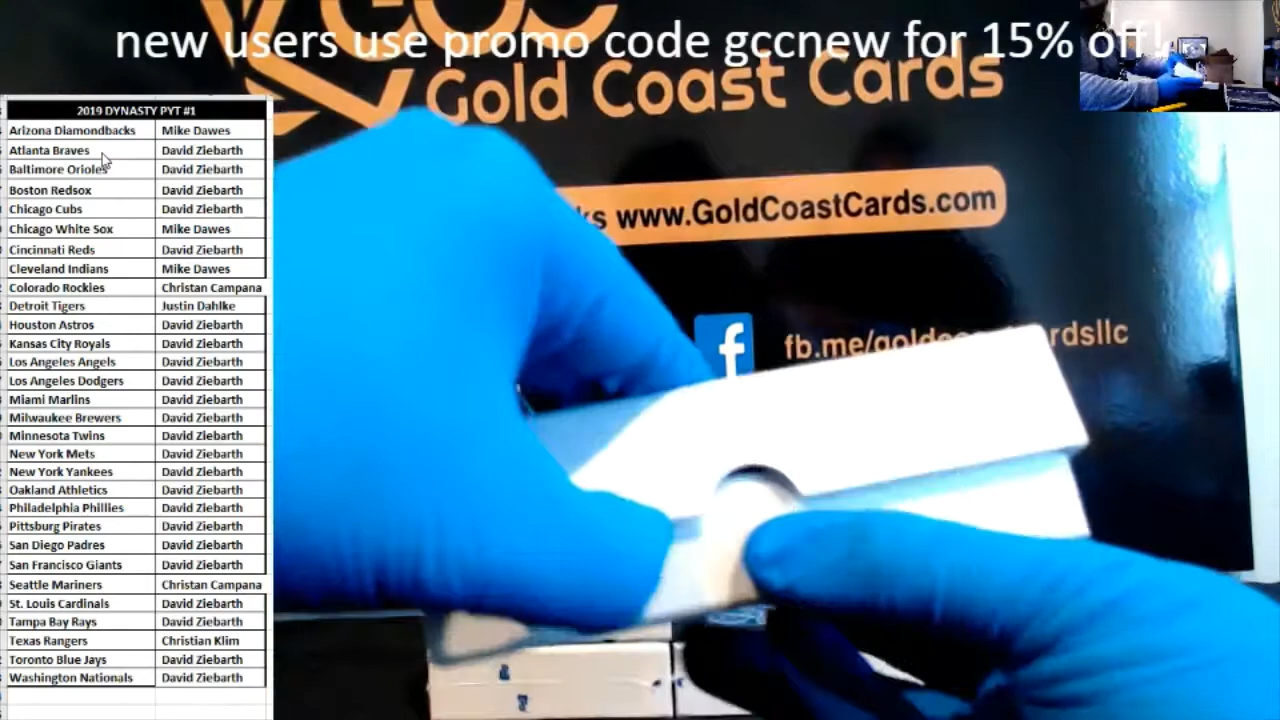 new users use promo code gccnew for 15% off!
Gold Coast Cards
www.GoldCoastCards.com
fb.me/goldcoastcardsllc
2019 DYNASTY PYT #1
Arizona Diamondbacks Mike Dawes
Atlanta Braves David Ziebarth
Baltimore Orioles David Ziebarth
Boston Redsox David Ziebarth
Chicago Cubs David Ziebarth
Chicago White Sox Mike Dawes
Cincinnati Reds David Ziebarth
Cleveland Indians Mike Dawes
Colorado Rockies Christan Campana
Detroit Tigers Justin Dahlke
Houston Astros David Ziebarth
Kansas City Royals David Ziebarth
Los Angeles Angels David Ziebarth
Los Angeles Dodgers David Ziebarth
Miami Marlins David Ziebarth
Milwaukee Brewers David Ziebarth
Minnesota Twins David Ziebarth
New York Mets David Ziebarth
New York Yankees David Ziebarth
Oakland Athletics David Ziebarth
Philadelphia Phillies David Ziebarth
Pittsburg Pirates David Ziebarth
San Diego Padres David Ziebarth
San Francisco Giants David Ziebarth
Seattle Mariners Christan Campana
St. Louis Cardinals David Ziebarth
Tampa Bay Rays David Ziebarth
Texas Rangers Christian Klim
Toronto Blue Jays David Ziebarth
Washington Nationals David Ziebarth